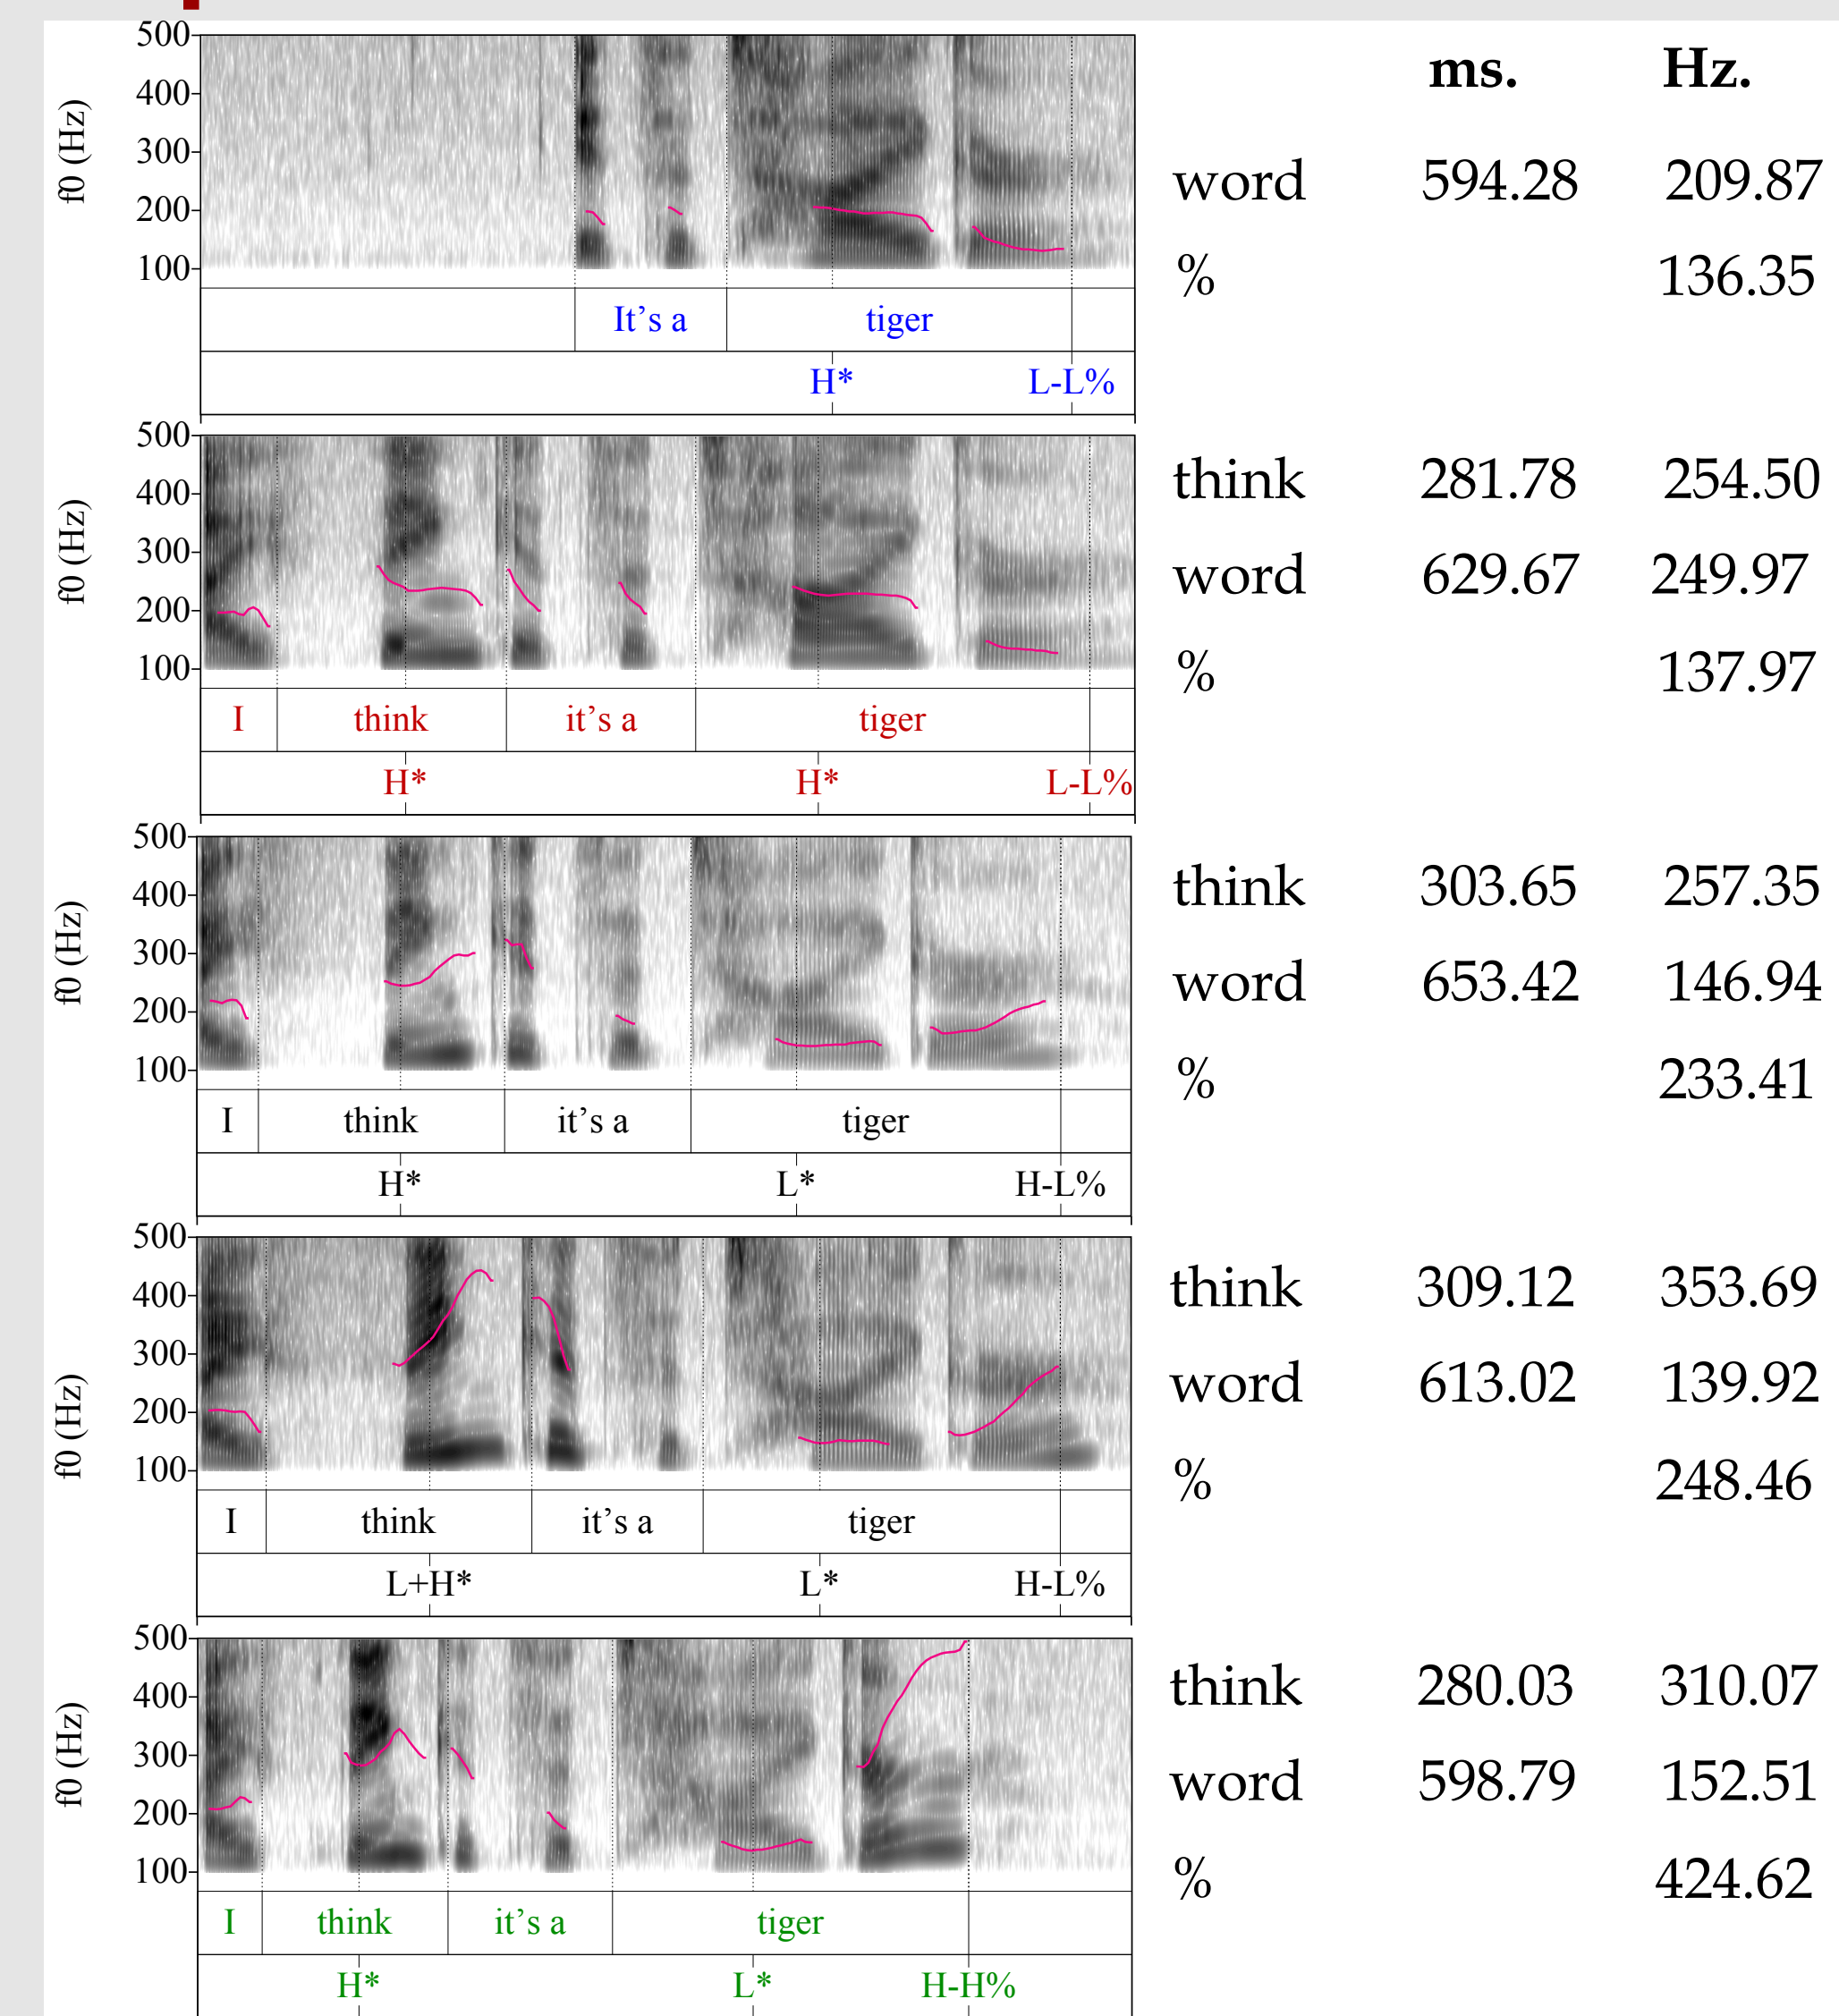 ms. Hz.
500
400
300
200
100
f0 (Hz)
word 594.28 209.87
% 136.35
It's a tiger
H* L-L%
500
400
300
200
100
f0 (Hz)
think 281.78 254.50
word 629.67 249.97
% 137.97
I think it's a tiger
H* H* L-L%
500
400
300
200
100
f0 (Hz)
think 303.65 257.35
word 653.42 146.94
% 233.41
I think it's a tiger
H* L* H-L%
500
400
300
200
100
f0 (Hz)
think 309.12 353.69
word 613.02 139.92
% 248.46
I think it's a tiger
L+H* L* H-L%
500
400
300
200
100
f0 (Hz)
think 280.03 310.07
word 598.79 152.51
% 424.62
I think it's a tiger
H* L* H-H%